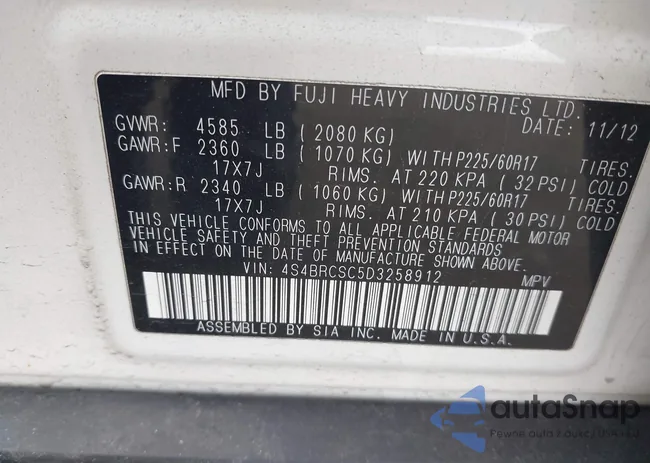 MFD BY FUJI HEAVY INDUSTRIES LTD.
DATE: 11/12
GVWR: 4585 LB (2080 KG)
GAWR:F 2360 LB (1070 KG) WITH P225/60R17 TIRES.
17X7J RIMS. AT 220 KPA (32 PSI) COLD
GAWR:R 2340 LB (1060 KG) WITH P225/60R17 TIRES.
17X7J RIMS. AT 210 KPA (30 PSI) COLD
THIS VEHICLE CONFORMS TO ALL APPLICABLE FEDERAL MOTOR
VEHICLE SAFETY AND THEFT PREVENTION STANDARDS
IN EFFECT ON THE DATE OF MANUFACTURE SHOWN ABOVE.
VIN: 4S4BRCSC5D3258912 MPV
ASSEMBLED BY SIA INC. MADE IN U.S.A.
autoSnap
Pewne auta z aukcji